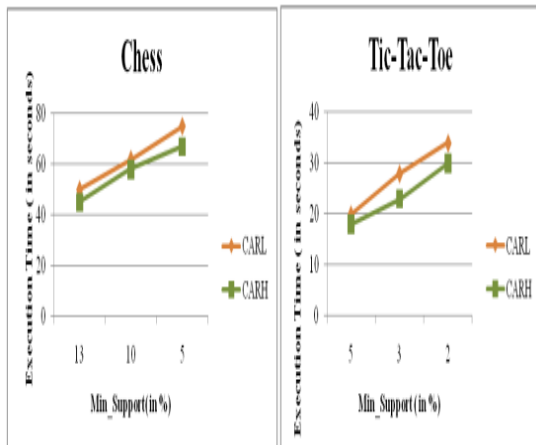 Chess
Execution Time ( in seconds)
80
60
40
20
0
13 10 5
Min_Support(in %)
CARL
CARH
Tic-Tac-Toe
Execution Time ( in seconds)
40
30
20
10
0
5 3 2
Min_Support(in %)
CARL
CARH